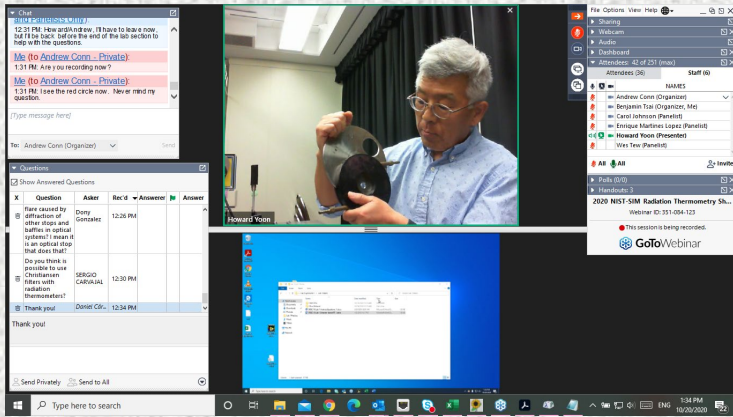 Chat
and Panelists Only):
12:31 PM: Howard/Andrew, I'll have to leave now,
but I'll be back before the end of the lab section to
help with the questions.
Me (to Andrew Conn - Private):
1:31 PM: Are you recording now?
Me (to Andrew Conn - Private):
1:31 PM: I see the red circle now. Never mind my
question.
[Type message here]
To: Andrew Conn (Organizer)
Send
Questions
Show Answered Questions
X Question Asker Rec'd Answerer Answer
flare caused by
diffraction of
other stops and
baffles in optical
systems? I mean it
is an optical stop
that does that?
Dony
Gonzalez
12:26 PM
Do you think is
possible to use
Christiansen
filters with
radiation
thermometers?
SERGIO
CARVAJAL
12:30 PM
Thank you! Daniel Cár... 12:34 PM
Thank you!
Send Privately Send to All
Howard Yoon
File Options View Help
Sharing
Webcam
Audio
Dashboard
Attendees: 42 of 251 (max)
Attendees (36) Staff (6)
NAMES
Andrew Conn (Organizer)
Benjamin Tsai (Organizer, Me)
Carol Johnson (Panelist)
Enrique Martines Lopez (Panelist)
Howard Yoon (Presenter)
Wes Tew (Panelist)
All All Invite
Polls (0/0)
Handouts: 3
2020 NIST-SIM Radiation Thermometry Sh...
Webinar ID: 351-084-123
This session is being recorded.
GoToWebinar
Type here to search
ENG
1:34 PM
10/20/2020
22